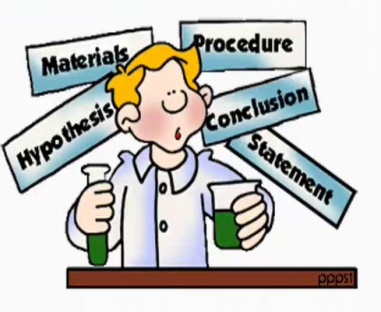 Materials
Procedure
Hypothesis
Conclusion
Statement
pppst